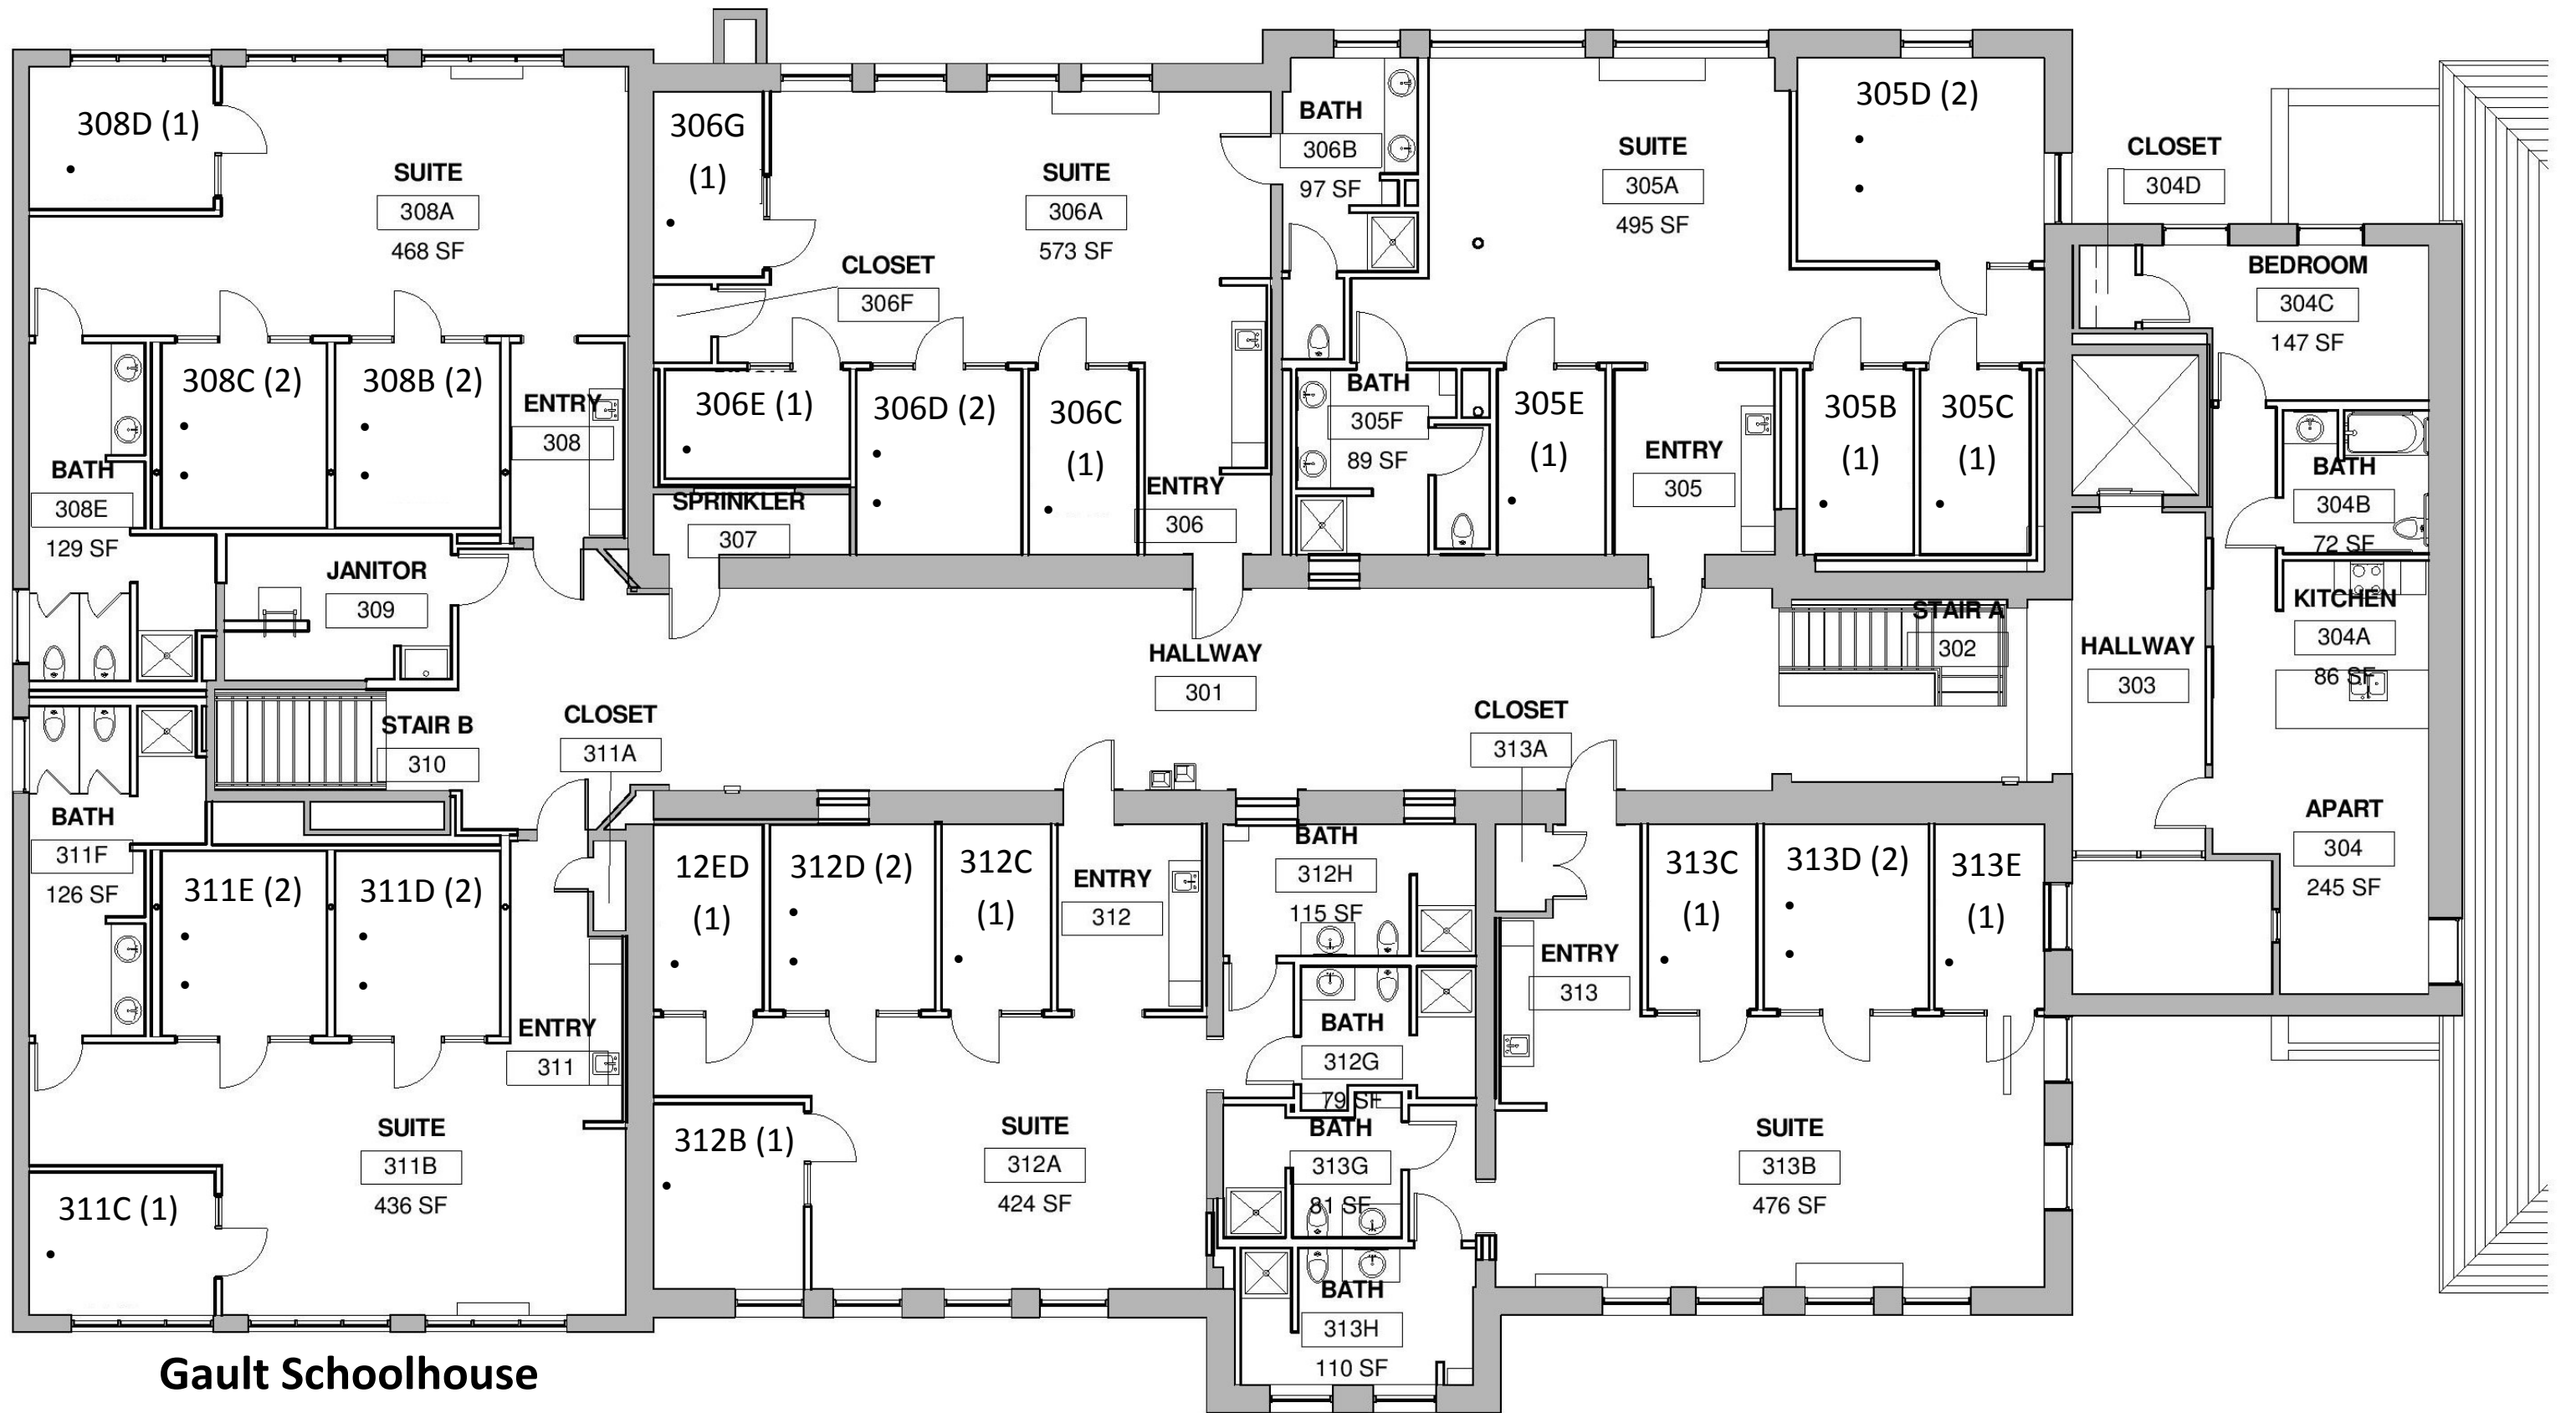 308D (1)
SUITE
308A
468 SF
308C (2)
308B (2)
ENTRY
308
BATH
308E
129 SF
JANITOR
309
306G
(1)
SUITE
306A
573 SF
CLOSET
306F
306E (1)
306D (2)
306C
(1)
ENTRY
306
SPRINKLER
307
BATH
306B
97 SF
SUITE
305A
495 SF
305D (2)
BATH
305F
89 SF
305E
(1)
ENTRY
305
305B
(1)
305C
(1)
CLOSET
304D
BEDROOM
304C
147 SF
BATH
304B
72 SF
KITCHEN
304A
86 SF
HALLWAY
303
APART
304
245 SF
STAIR A
302
HALLWAY
301
STAIR B
310
CLOSET
311A
CLOSET
313A
BATH
311F
126 SF
311E (2)
311D (2)
ENTRY
311
SUITE
311B
436 SF
311C (1)
12ED
(1)
312D (2)
312C
(1)
ENTRY
312
312B (1)
SUITE
312A
424 SF
BATH
312H
115 SF
BATH
312G
79 SF
BATH
313G
81 SF
BATH
313H
110 SF
ENTRY
313
313C
(1)
313D (2)
313E
(1)
SUITE
313B
476 SF
Gault Schoolhouse